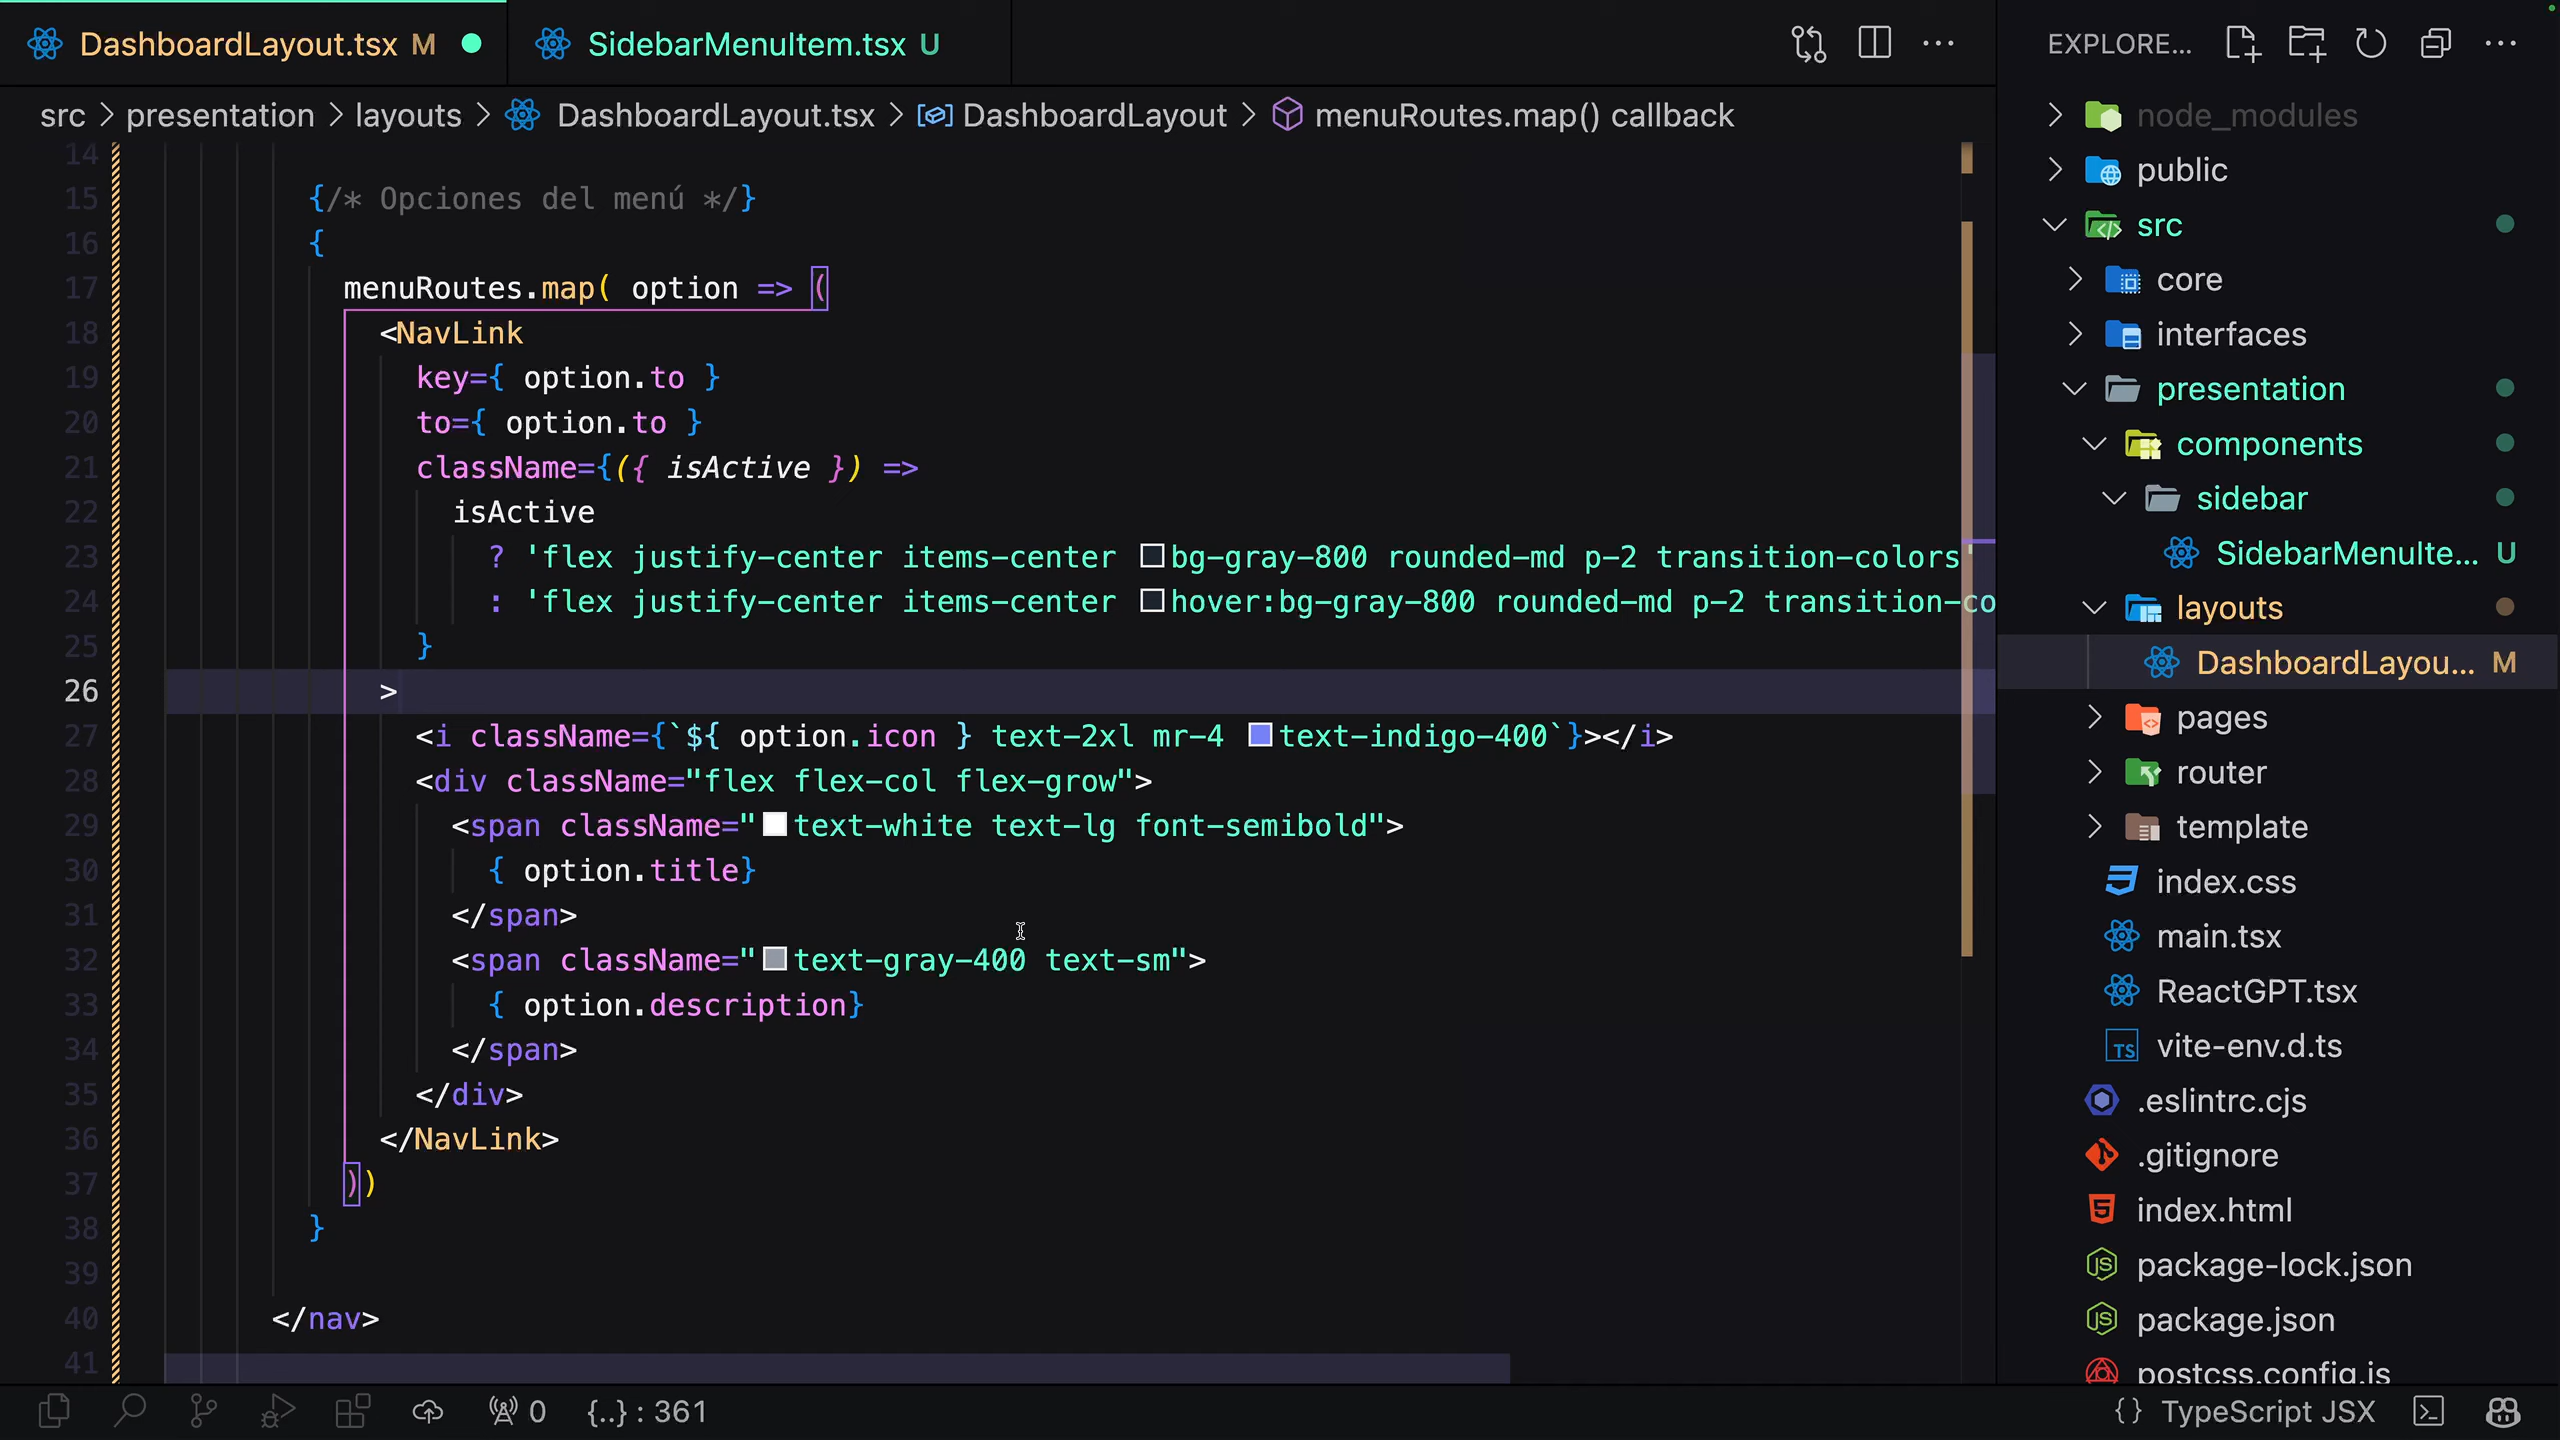 DashboardLayout.tsx M
SidebarMenuItem.tsx U
EXPLORE...
src > presentation > layouts > DashboardLayout.tsx > DashboardLayout > menuRoutes.map() callback
14
15 {/* Opciones del menú */}
16 {
17 menuRoutes.map( option => (
18 <NavLink
19 key={ option.to }
20 to={ option.to }
21 className={({ isActive }) =>
22 isActive
23 ? 'flex justify-center items-center bg-gray-800 rounded-md p-2 transition-colors'
24 : 'flex justify-center items-center hover:bg-gray-800 rounded-md p-2 transition-co
25 }
26 >
27 <i className={`${ option.icon } text-2xl mr-4 text-indigo-400`}></i>
28 <div className="flex flex-col flex-grow">
29 <span className="text-white text-lg font-semibold">
30 { option.title}
31 </span>
32 <span className="text-gray-400 text-sm">
33 { option.description}
34 </span>
35 </div>
36 </NavLink>
37 ))
38 }
39
40 </nav>
41
node_modules
public
src
core
interfaces
presentation
components
sidebar
SidebarMenuIte... U
layouts
DashboardLayou... M
pages
router
template
index.css
main.tsx
ReactGPT.tsx
vite-env.d.ts
.eslintrc.cjs
.gitignore
index.html
package-lock.json
package.json
postcss.config.js
0
{..} : 361
{} TypeScript JSX